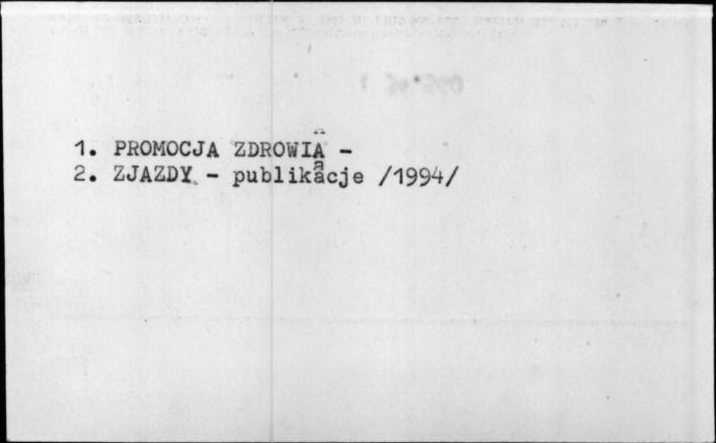 1. PROMOCJA ZDROWIA -
2. ZJAZDY - publikacje /1994/